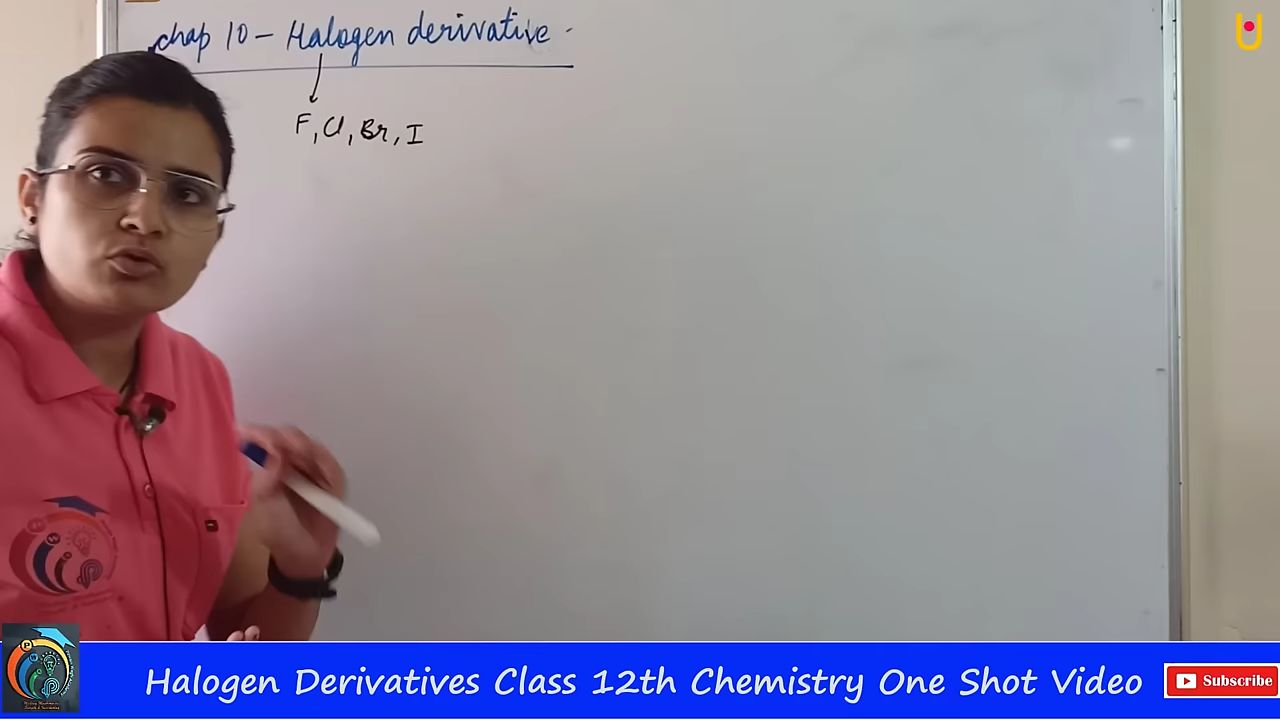 chap 10 - Halogen derivative
F, Cl, Br, I
Halogen Derivatives Class 12th Chemistry One Shot Video
Subscribe